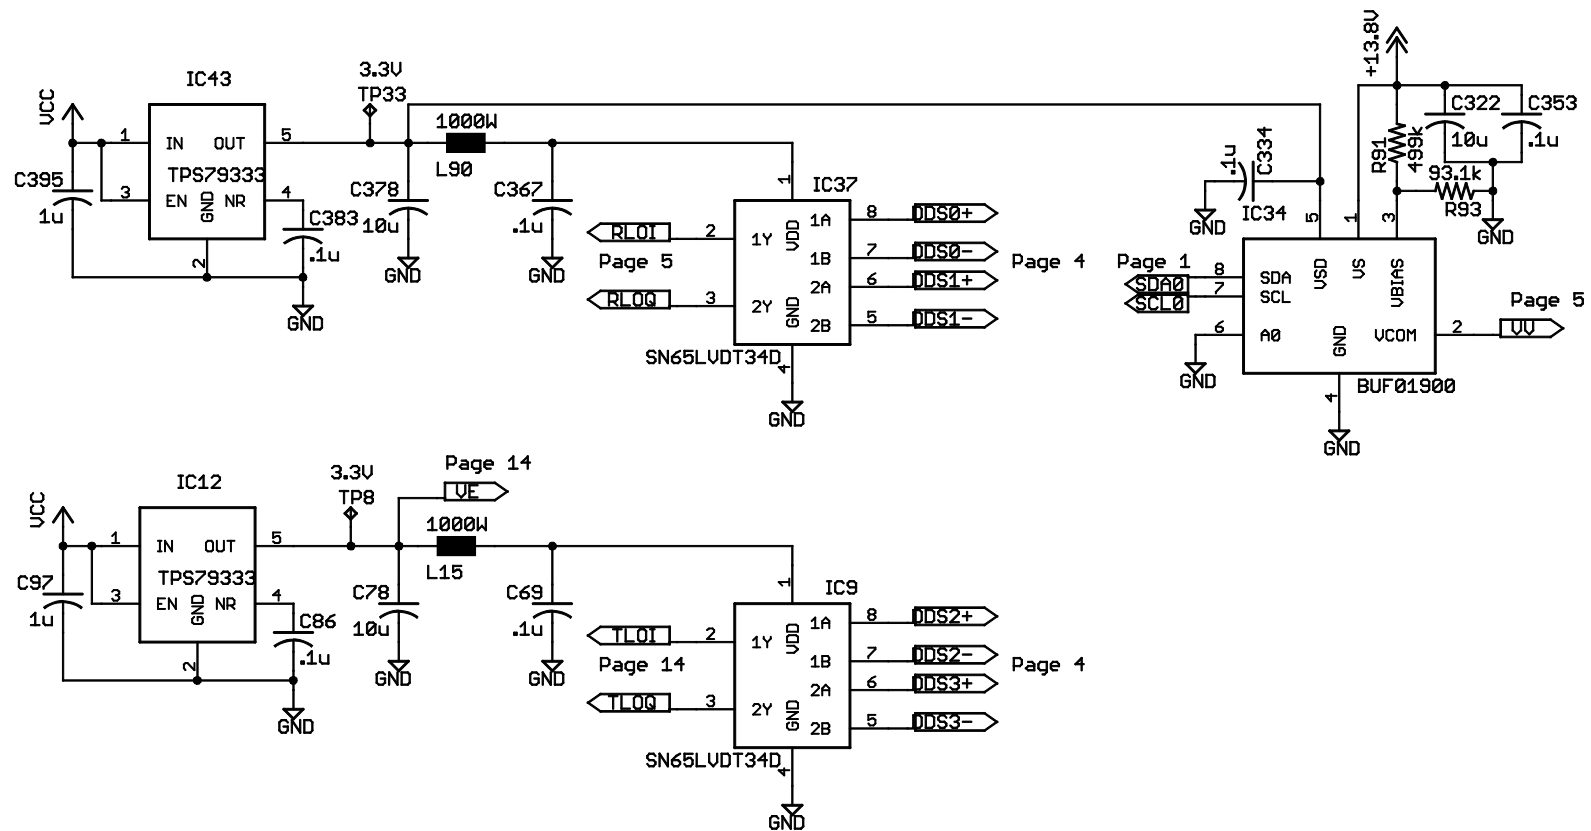 IC43
VCC
1
IN
OUT
5
TPS79333
3
EN
GND
NR
4
2
C395
1u
C383
.1u
GND
3.3V
TP33
C378
10u
GND
1000W
L90
C367
.1u
GND
1
IC37
RLOI
2
1Y
VDD
1A
8
DDS0+
Page 5
1B
7
DDS0-
Page 4
2A
6
DDS1+
RLOQ
3
2Y
GND
2B
5
DDS1-
SN65LVDT34D
4
GND
+13.8V
C322
10u
C353
.1u
R91
499k
93.1k
R93
GND
.1u
C334
GND
IC34
5
1
3
Page 1
SDA0
8
SDA
VSD
VS
VBIAS
SCL0
7
SCL
6
A0
GND
VCOM
2
VV
Page 5
GND
BUF01900
4
GND
IC12
VCC
1
IN
OUT
5
TPS79333
3
EN
GND
NR
4
2
C97
1u
C86
.1u
GND
3.3V
TP8
Page 14
VE
1000W
L15
C78
10u
GND
C69
.1u
GND
1
IC9
TLOI
2
1Y
VDD
1A
8
DDS2+
Page 14
1B
7
DDS2-
Page 4
2A
6
DDS3+
TLOQ
3
2Y
GND
2B
5
DDS3-
SN65LVDT34D
4
GND